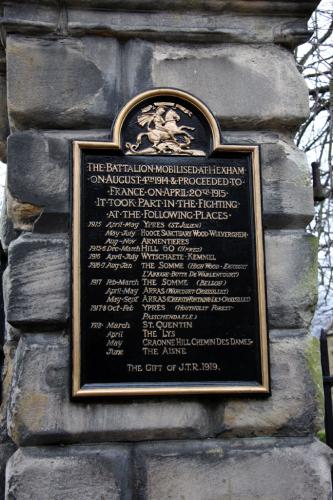 THE BATTALION MOBILISED AT HEXHAM
ON AUGUST 4TH 1914 & PROCEEDED TO
FRANCE ON APRIL 20TH 1915.
IT TOOK PART IN THE FIGHTING
AT THE FOLLOWING PLACES
1915 APRIL-MAY YPRES (ST. JULIEN)
MAY-JULY HOOGE SANCTUARY WOOD-WULVERGHEM
AUG-NOV ARMENTIERES
1915-6 DEC-MARCH HILL 60 (YPRES)
1916 APRIL-JULY WYTSCHAETE-KEMMEL
1916-7 AUG-JAN THE SOMME (HIGH WOOD-
L'ABBAYE-BUTTE DE WARLENCOURT)
1917 FEB-MARCH THE SOMME (BELLOY)
APRIL-MAY ARRAS (WANCOURT-CROISILLES)
MAY-SEPT ARRAS (CHERISY-FONTAINE-LES-CROISILLES)
1917-8 OCT-FEB YPRES (HOUTHULST FOREST-
PASSCHENDAELE)
1918 MARCH ST. QUENTIN
APRIL THE LYS
MAY CRAONNE HILL CHEMIN DES DAMES
JUNE THE AISNE
THE GIFT OF J.T.R. 1919.